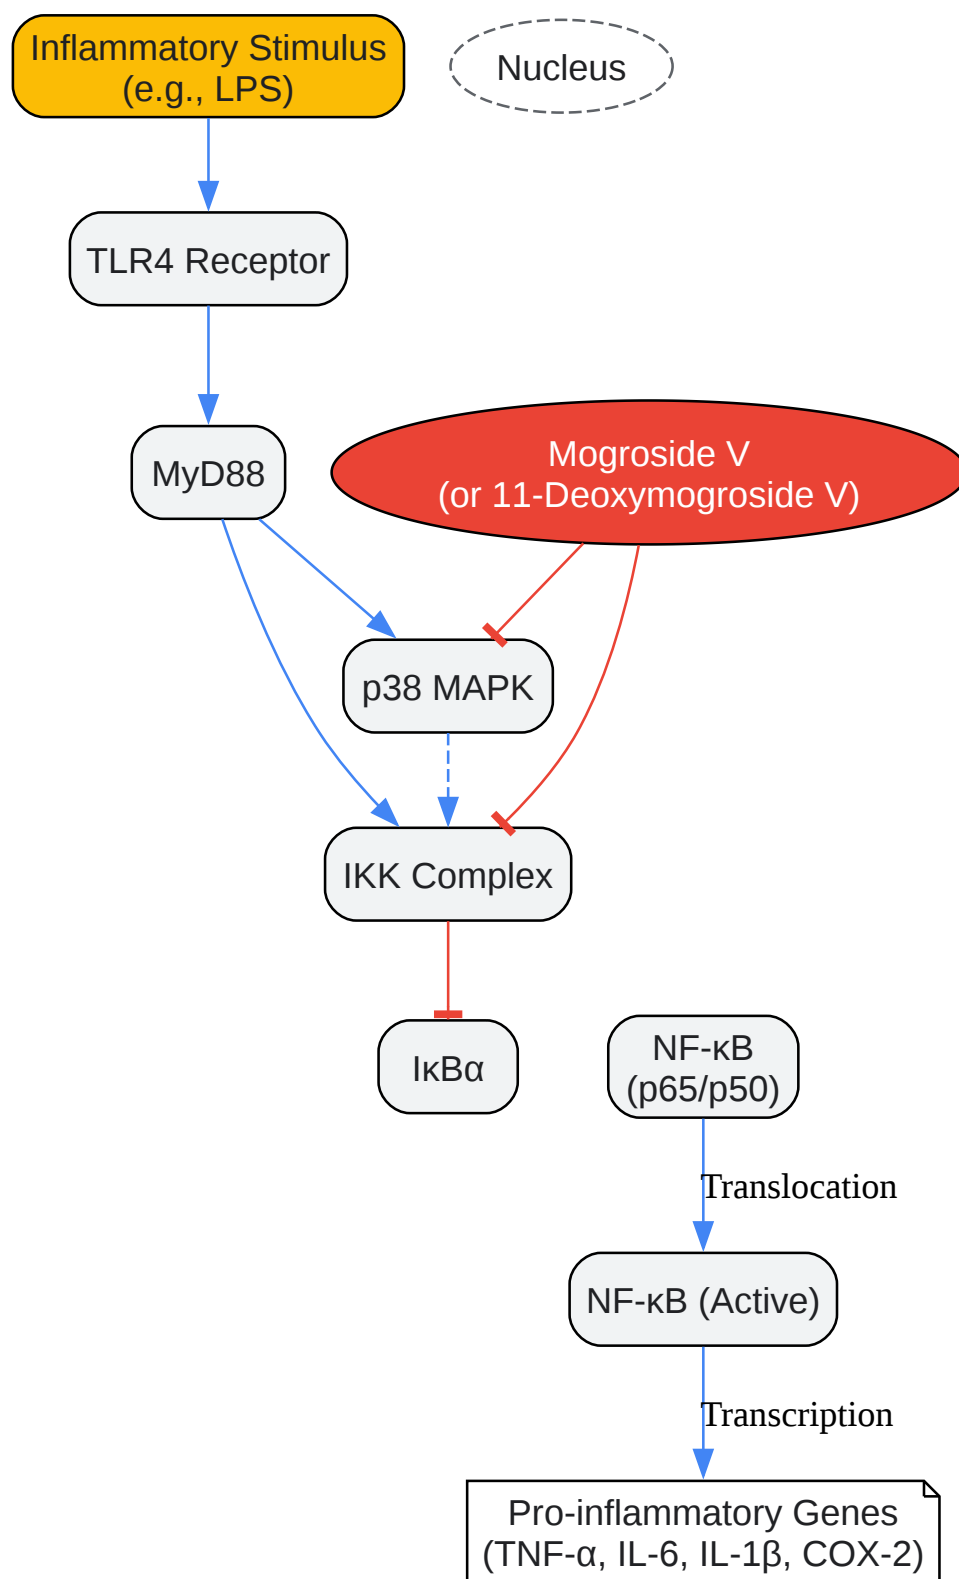 Inflammatory Stimulus
(e.g., LPS)
Nucleus
TLR4 Receptor
MyD88
Mogroside V
(or 11-Deoxymogroside V)
p38 MAPK
IKK Complex
IκBα
NF-κB
(p65/p50)
Translocation
NF-κB (Active)
Transcription
Pro-inflammatory Genes
(TNF-α, IL-6, IL-1β, COX-2)